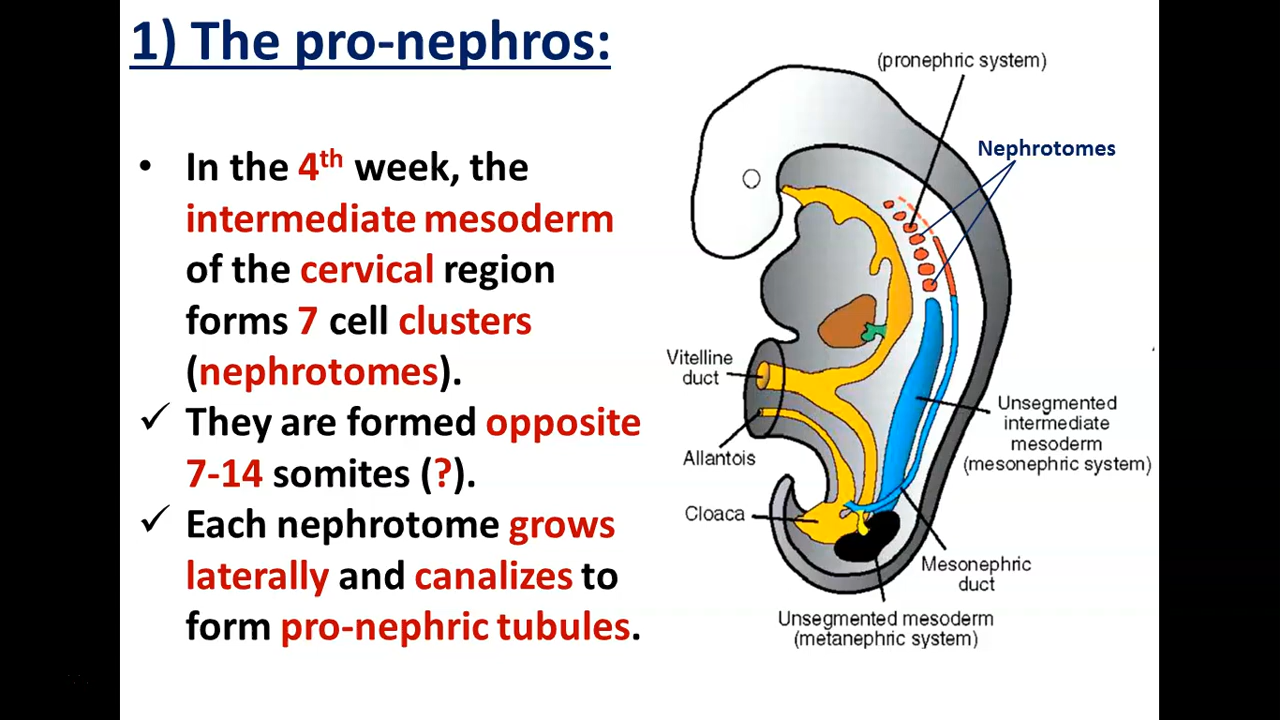 1) The pro-nephros:
• In the 4th week, the
intermediate mesoderm
of the cervical region
forms 7 cell clusters
(nephrotomes).
✓ They are formed opposite
7-14 somites (?).
✓ Each nephrotome grows
laterally and canalizes to
form pro-nephric tubules.
(pronephric system)
Nephrotomes
Vitelline
duct
Allantois
Cloaca
Unsegmented
intermediate
mesoderm
(mesonephric system)
Mesonephric
duct
Unsegmented mesoderm
(metanephric system)